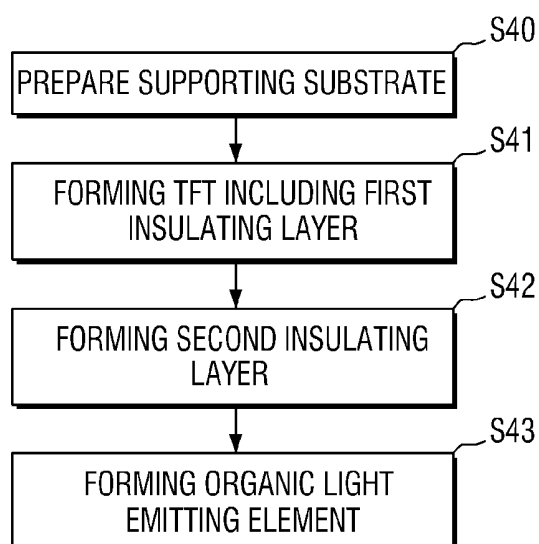 S40
PREPARE SUPPORTING SUBSTRATE
S41
FORMING TFT INCLUDING FIRST
INSULATING LAYER
S42
FORMING SECOND INSULATING
LAYER
S43
FORMING ORGANIC LIGHT
EMITTING ELEMENT